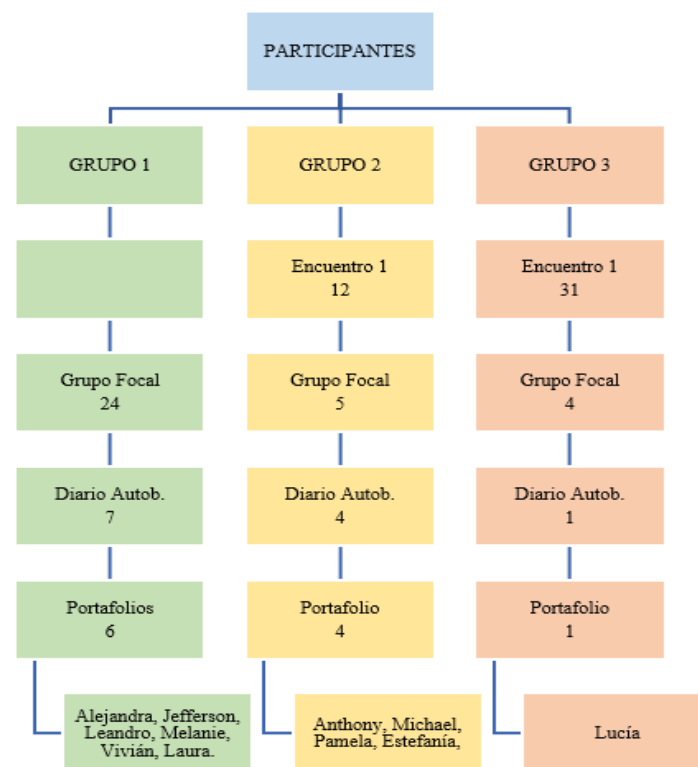 PARTICIPANTES
GRUPO 1
GRUPO 2
GRUPO 3
Encuentro 1
12
Encuentro 1
31
Grupo Focal
24
Grupo Focal
5
Grupo Focal
4
Diario Autob.
7
Diario Autob.
4
Diario Autob.
1
Portafolios
6
Portafolio
4
Portafolio
1
Alejandra, Jefferson,
Leandro, Melanie,
Vivián, Laura.
Anthony, Michael,
Pamela, Estefanía,
Lucía